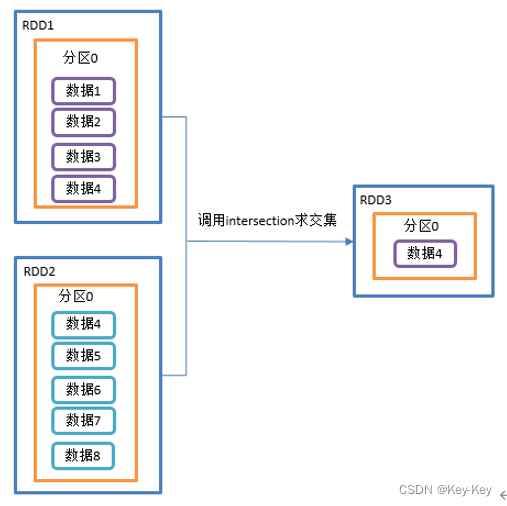 RDD1
分区0
数据1
数据2
数据3
数据4
RDD2
分区0
数据4
数据5
数据6
数据7
数据8
调用intersection求交集
RDD3
分区0
数据4
CSDN @Key-Key